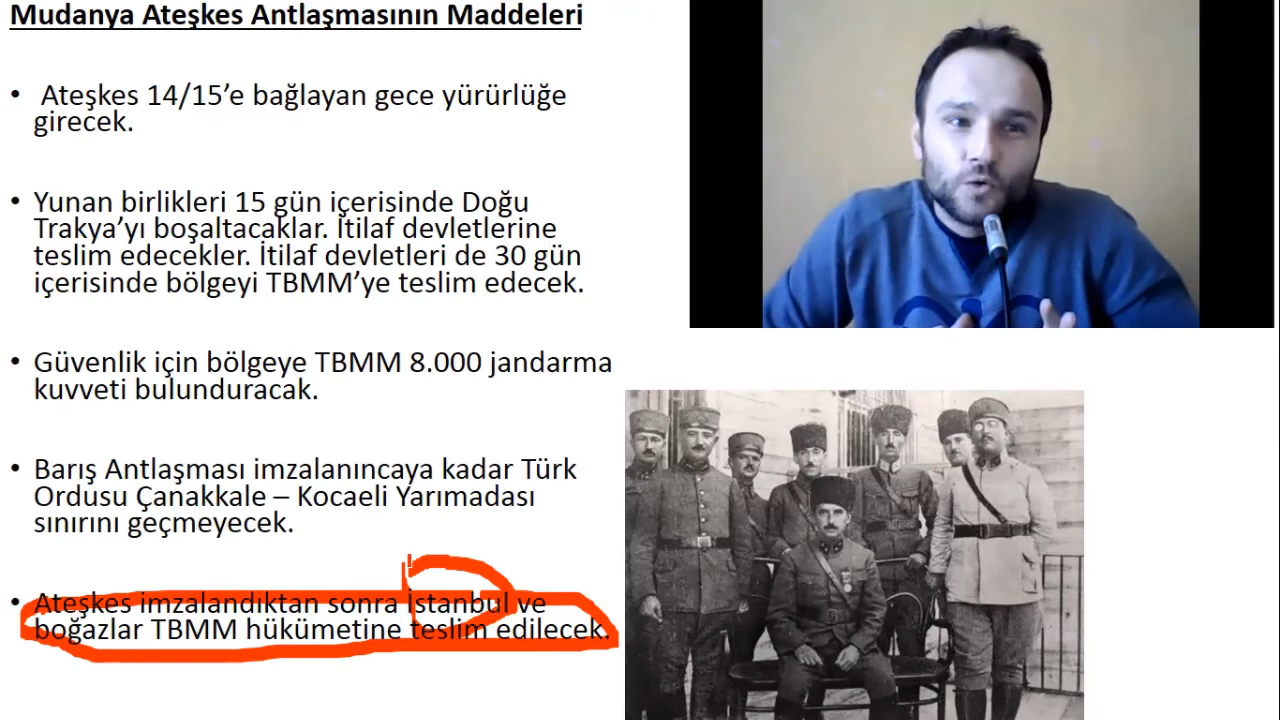 Mudanya Ateşkes Antlaşmasının Maddeleri
• Ateşkes 14/15’e bağlayan gece yürürlüğe
girecek.
• Yunan birlikleri 15 gün içerisinde Doğu
Trakya’yı boşaltacaklar. İtilaf devletlerine
teslim edecekler. İtilaf devletleri de 30 gün
içerisinde bölgeyi TBMM’ye teslim edecek.
• Güvenlik için bölgeye TBMM 8.000 jandarma
kuvveti bulunduracak.
• Barış Antlaşması imzalanıncaya kadar Türk
Ordusu Çanakkale – Kocaeli Yarımadası
sınırını geçmeyecek.
• Ateşkes imzalandıktan sonra İstanbul ve
boğazlar TBMM hükümetine teslim edilecek.